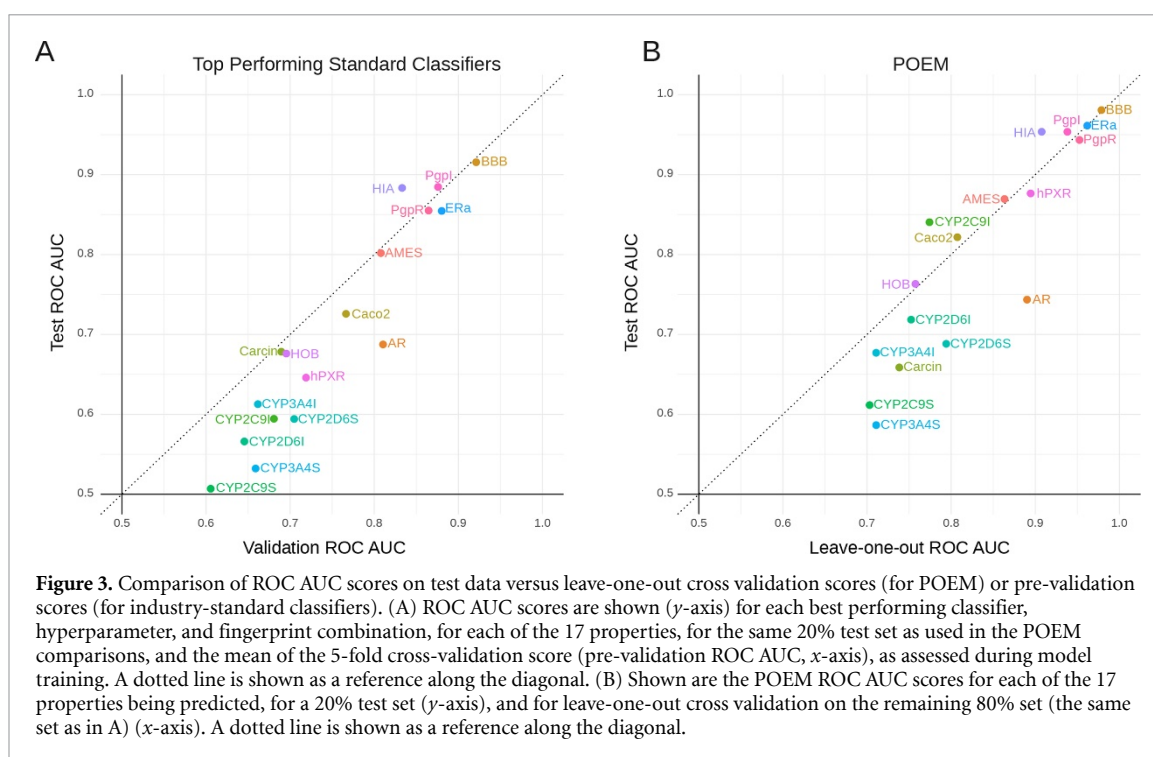 A
Top Performing Standard Classifiers
1.0
0.9
0.8
0.7
0.6
0.5
Test ROC AUC
BBB
PgpI
HIA
PgpR
ERa
AMES
Caco2
AR
Carcin
HOB
hPXR
CYP3A4I
CYP2C9I
CYP2D6S
CYP2D6I
CYP3A4S
CYP2C9S
0.5 0.6 0.7 0.8 0.9 1.0
Validation ROC AUC
B
POEM
1.0
0.9
0.8
0.7
0.6
0.5
Test ROC AUC
BBB
PgpI
ERa
HIA
PgpR
hPXR
AMES
CYP2C9I
Caco2
HOB
AR
CYP2D6I
CYP2D6S
CYP3A4I
Carcin
CYP2C9S
CYP3A4S
0.5 0.6 0.7 0.8 0.9 1.0
Leave-one-out ROC AUC
Figure 3. Comparison of ROC AUC scores on test data versus leave-one-out cross validation scores (for POEM) or pre-validation
scores (for industry-standard classifiers). (A) ROC AUC scores are shown (y-axis) for each best performing classifier,
hyperparameter, and fingerprint combination, for each of the 17 properties, for the same 20% test set as used in the POEM
comparisons, and the mean of the 5-fold cross-validation score (pre-validation ROC AUC, x-axis), as assessed during model
training. A dotted line is shown as a reference along the diagonal. (B) Shown are the POEM ROC AUC scores for each of the 17
properties being predicted, for a 20% test set (y-axis), and for leave-one-out cross validation on the remaining 80% set (the same
set as in A) (x-axis). A dotted line is shown as a reference along the diagonal.